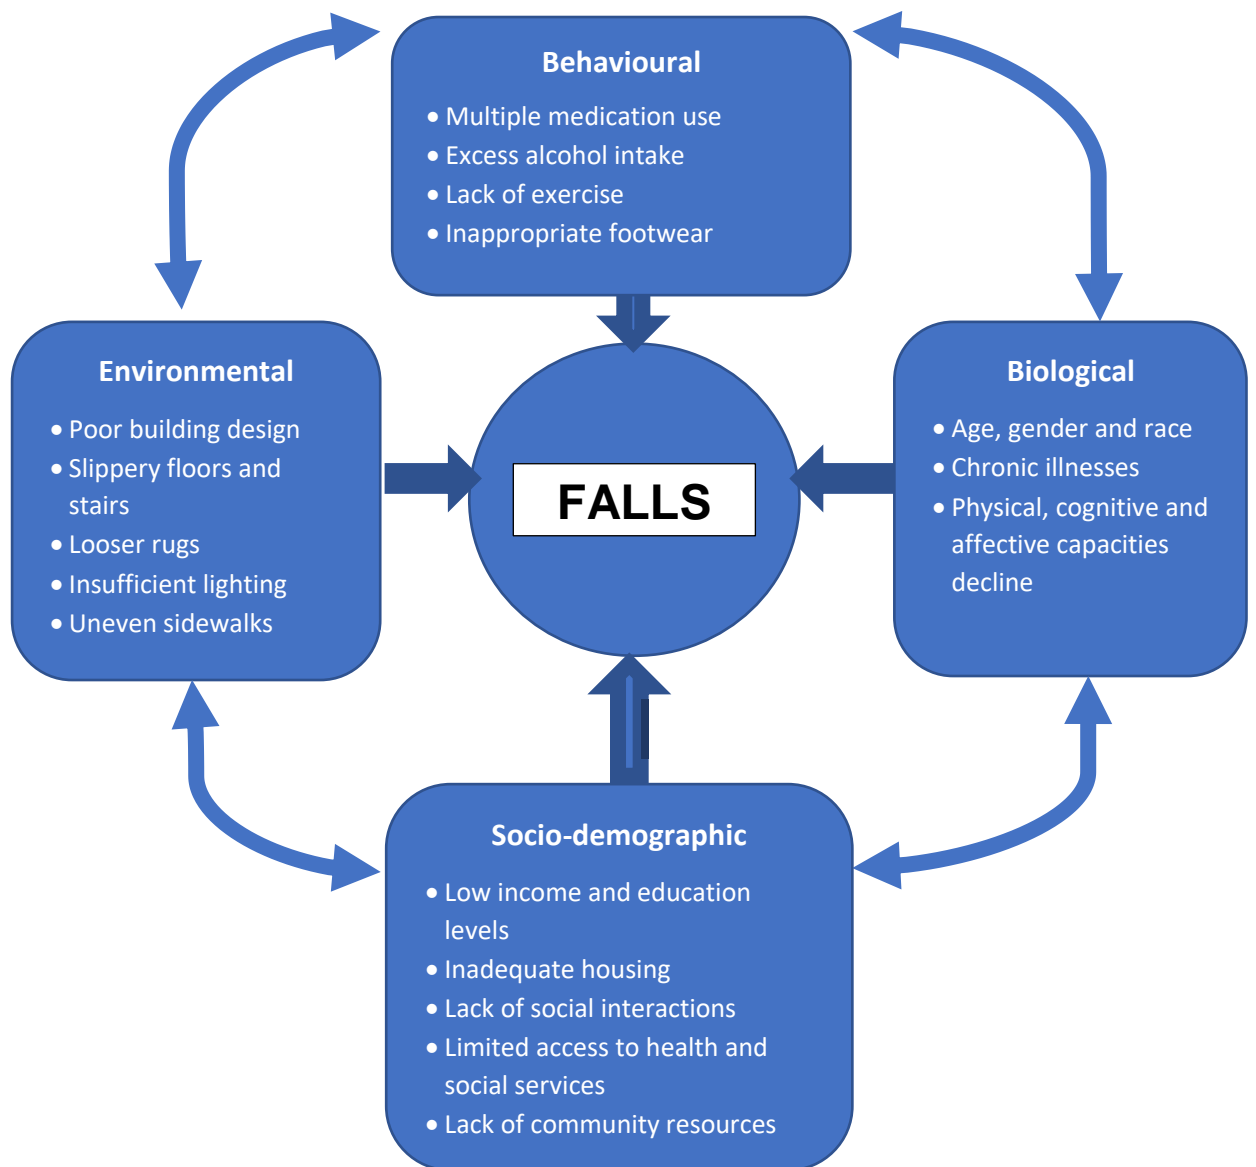 Behavioural
• Multiple medication use
• Excess alcohol intake
• Lack of exercise
• Inappropriate footwear
Environmental
• Poor building design
• Slippery floors and
stairs
• Looser rugs
• Insufficient lighting
• Uneven sidewalks
FALLS
Biological
• Age, gender and race
• Chronic illnesses
• Physical, cognitive and
affective capacities
decline
Socio-demographic
• Low income and education
levels
• Inadequate housing
• Lack of social interactions
• Limited access to health and
social services
• Lack of community resources